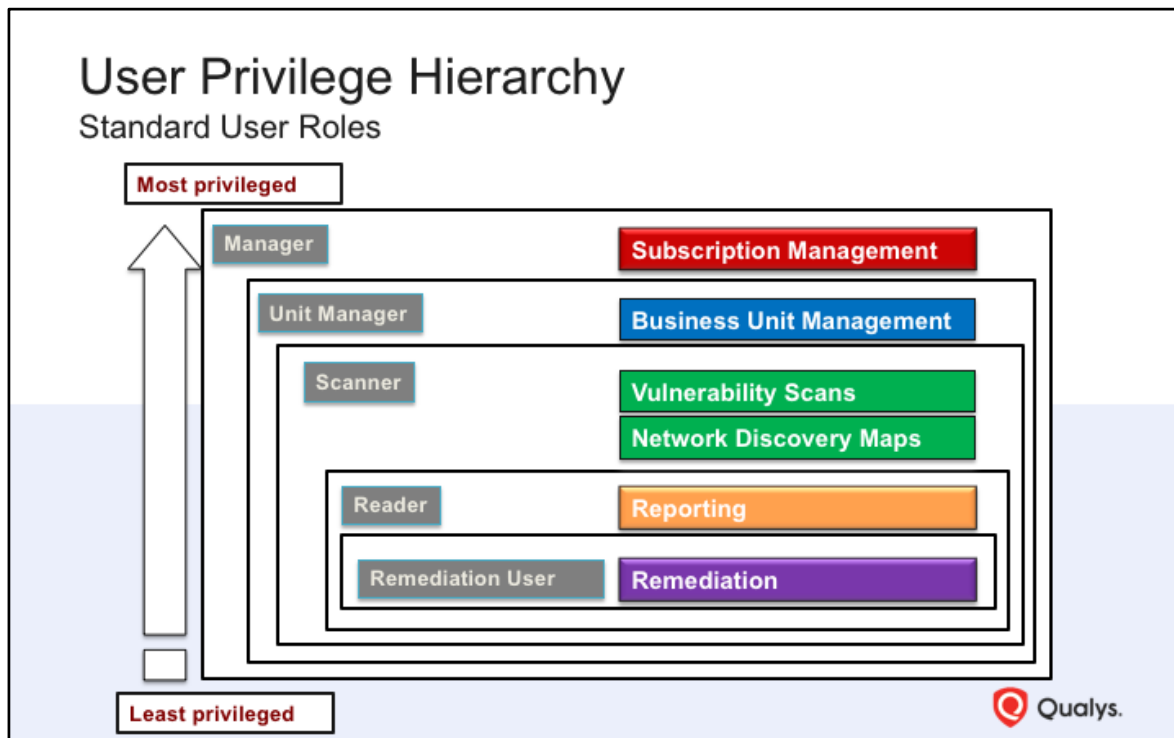 User Privilege Hierarchy
Standard User Roles
Most privileged
Manager
Subscription Management
Unit Manager
Business Unit Management
Scanner
Vulnerability Scans
Network Discovery Maps
Reader
Reporting
Remediation User
Remediation
Least privileged
Qualys.